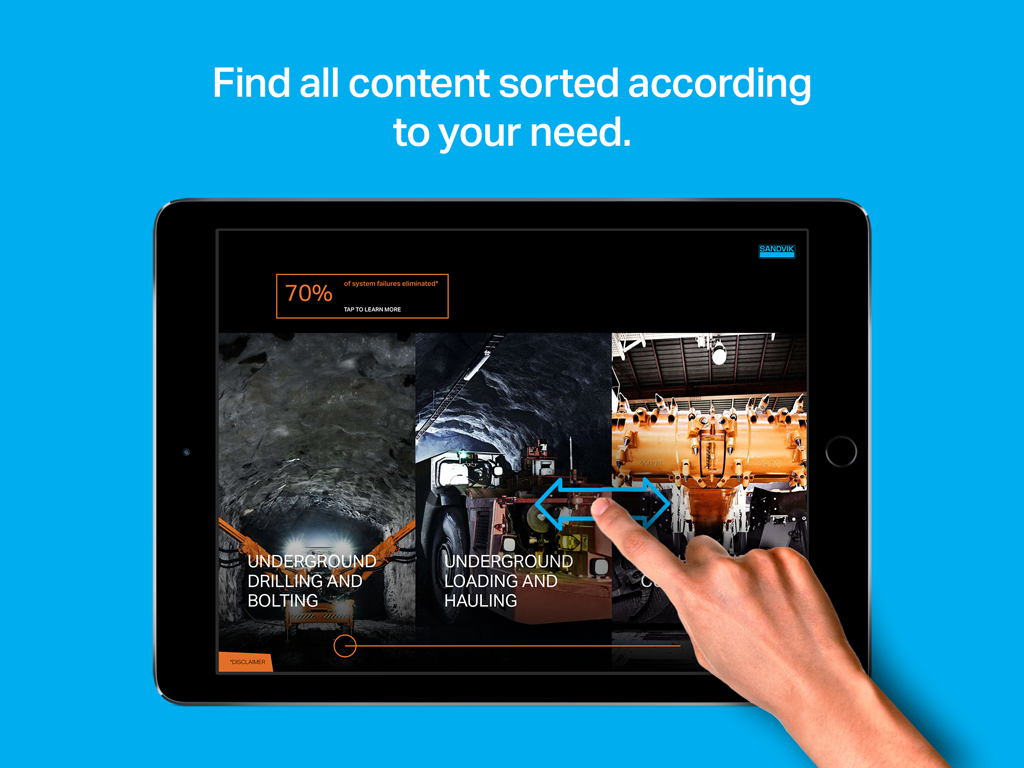 Find all content sorted according
to your need.
SANDVIK
70%
of system failures eliminated*
TAP TO LEARN MORE
UNDERGROUND
DRILLING AND
BOLTING
UNDERGROUND
LOADING AND
HAULING
*DISCLAIMER